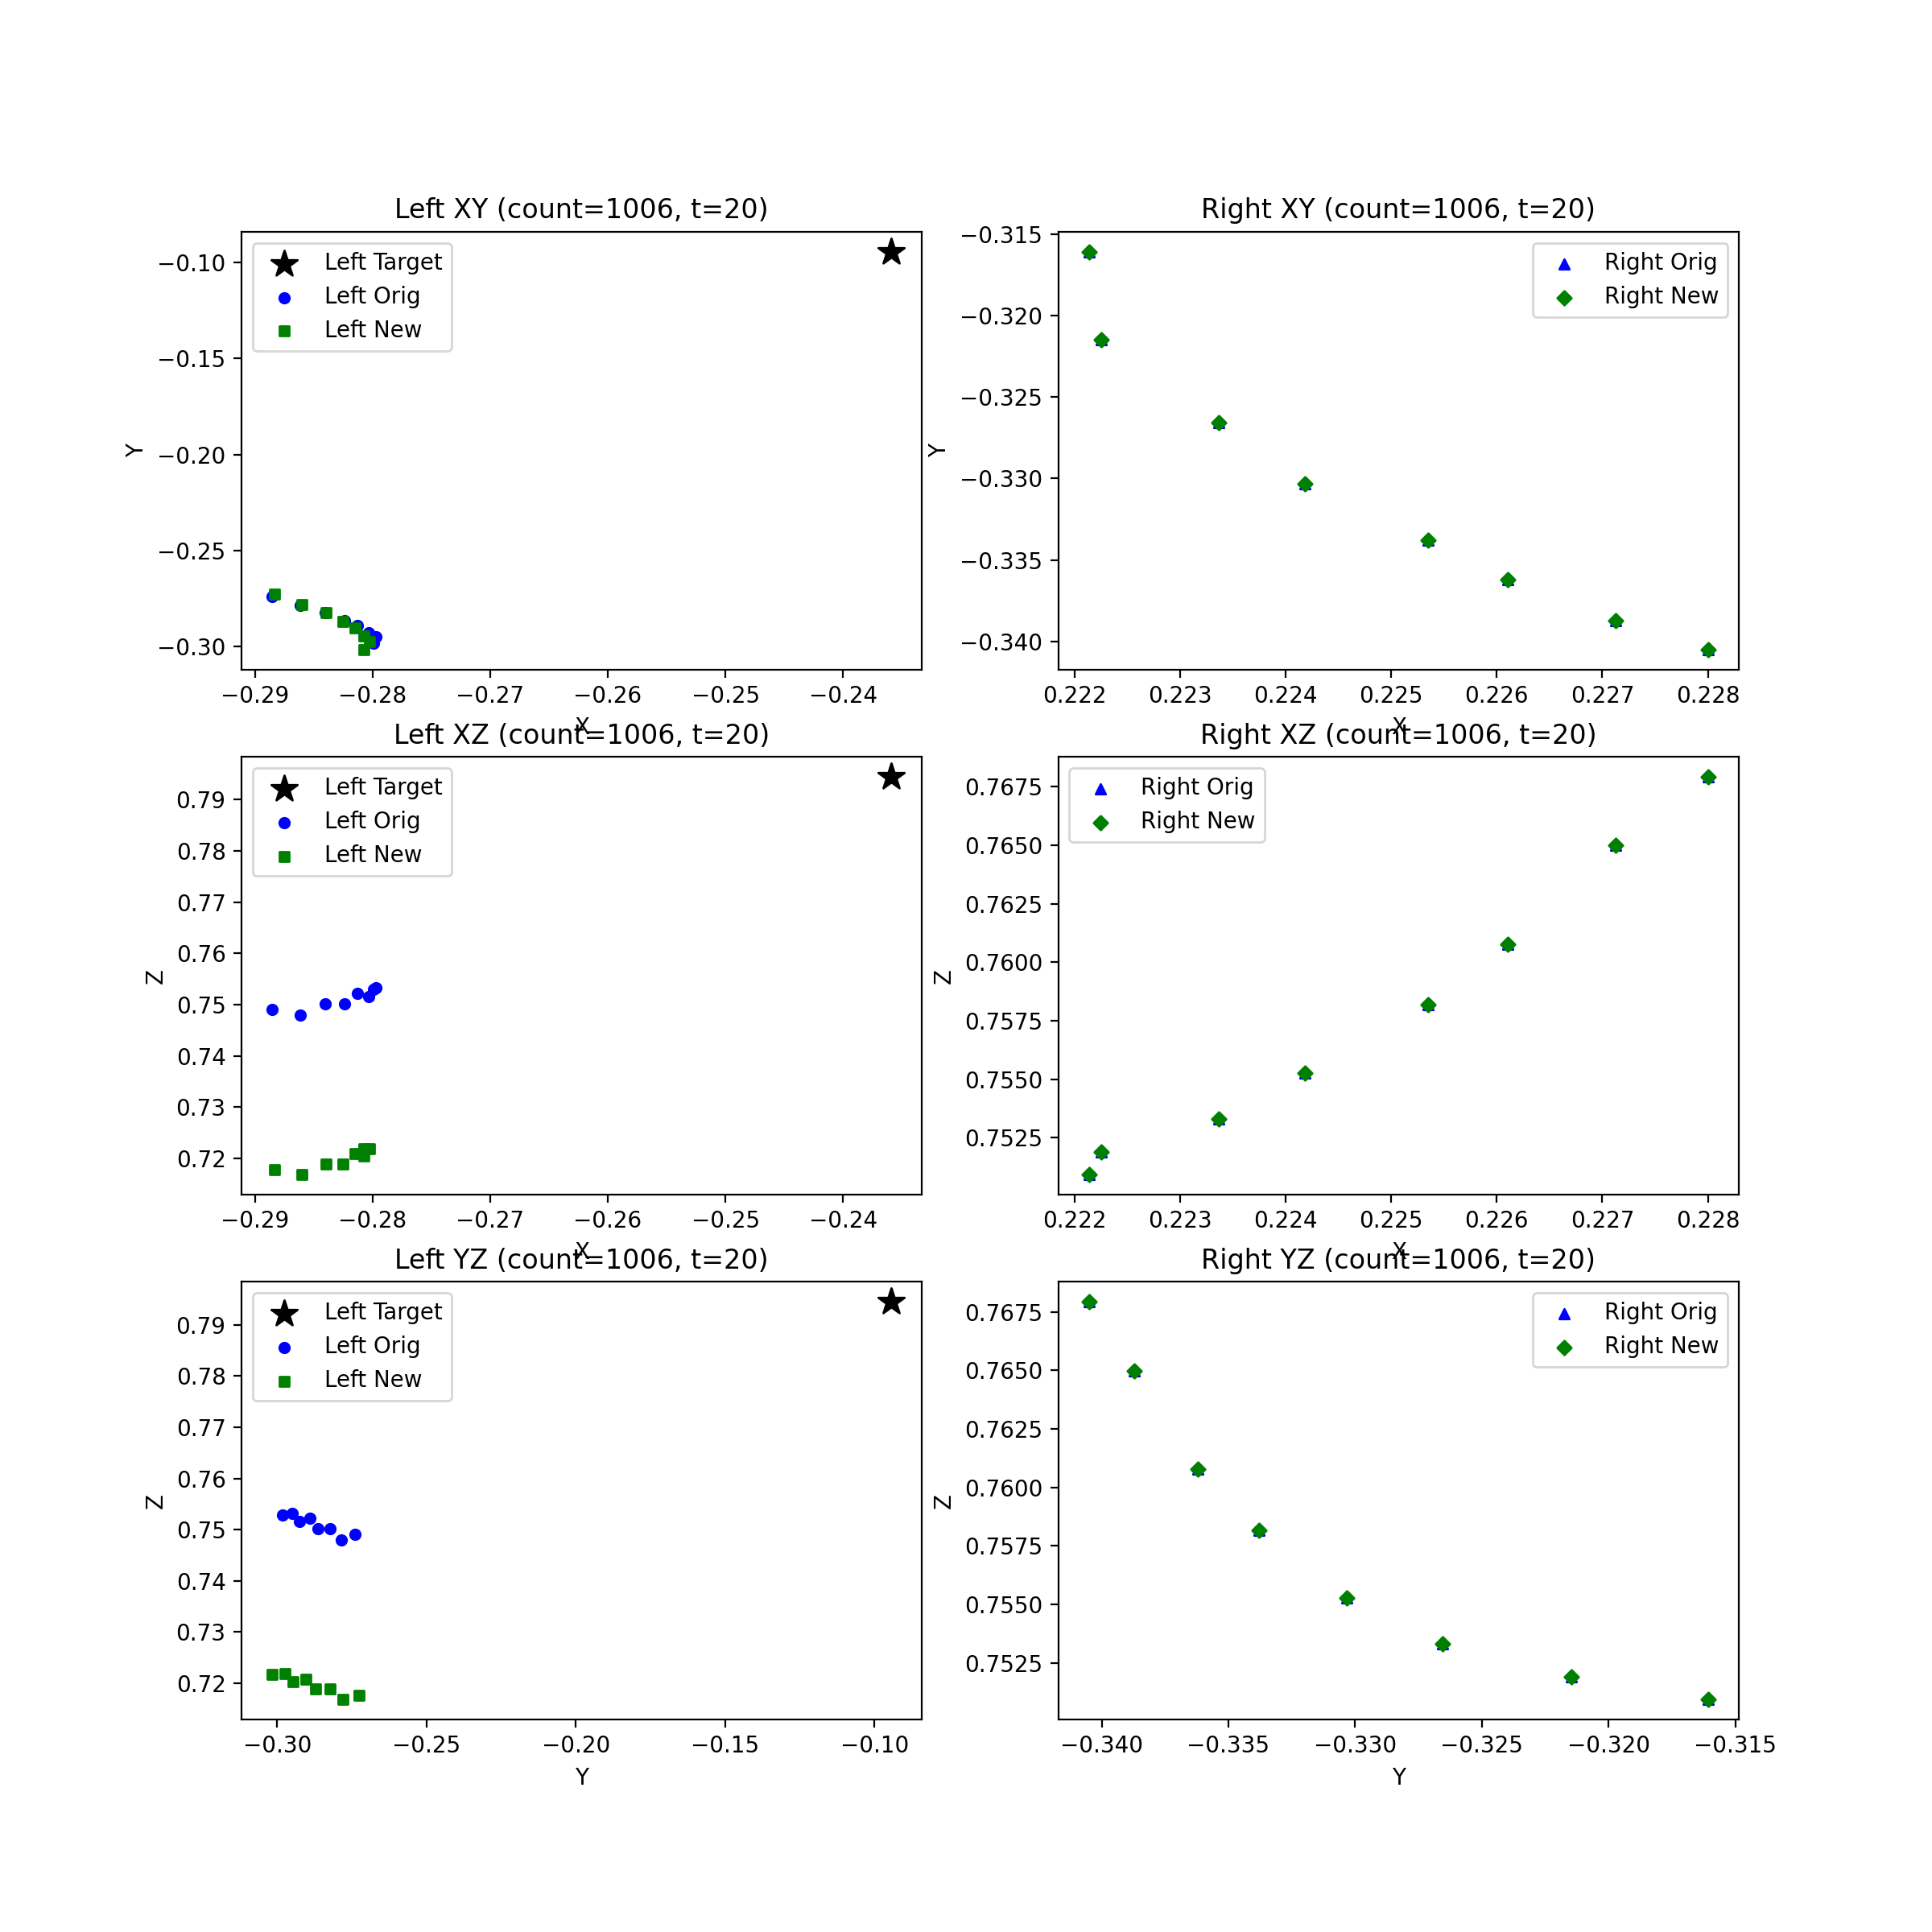 Left XY (count=1006, t=20)
Left Target
Left Orig
Left New
−0.10
−0.15
−0.20
−0.25
−0.30
Y
−0.29 −0.28 −0.27 −0.26 −0.25 −0.24
X
Right XY (count=1006, t=20)
Right Orig
Right New
−0.315
−0.320
−0.325
−0.330
−0.335
−0.340
Y
0.222 0.223 0.224 0.225 0.226 0.227 0.228
X
Left XZ (count=1006, t=20)
Left Target
Left Orig
Left New
0.79
0.78
0.77
0.76
0.75
0.74
0.73
0.72
Z
−0.29 −0.28 −0.27 −0.26 −0.25 −0.24
X
Right XZ (count=1006, t=20)
Right Orig
Right New
0.7675
0.7650
0.7625
0.7600
0.7575
0.7550
0.7525
Z
0.222 0.223 0.224 0.225 0.226 0.227 0.228
X
Left YZ (count=1006, t=20)
Left Target
Left Orig
Left New
0.79
0.78
0.77
0.76
0.75
0.74
0.73
0.72
Z
−0.30 −0.25 −0.20 −0.15 −0.10
Y
Right YZ (count=1006, t=20)
Right Orig
Right New
0.7675
0.7650
0.7625
0.7600
0.7575
0.7550
0.7525
Z
−0.340 −0.335 −0.330 −0.325 −0.320 −0.315
Y